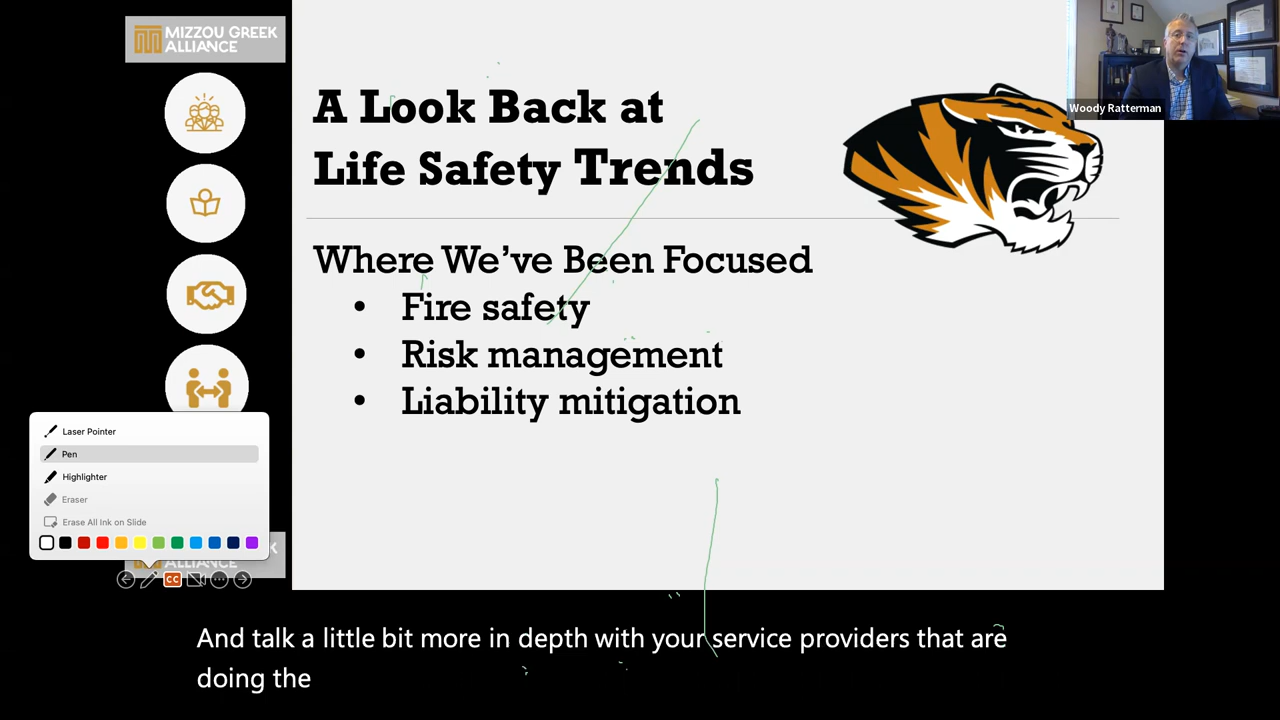 MIZZOU GREEK
ALLIANCE
Woody Ratterman
A Look Back at
Life Safety Trends
Where We've Been Focused
• Fire safety
• Risk management
• Liability mitigation
Laser Pointer
Pen
Highlighter
Eraser
Erase All Ink on Slide
K
ALLIANCE
CC
And talk a little bit more in depth with your service providers that are
doing the